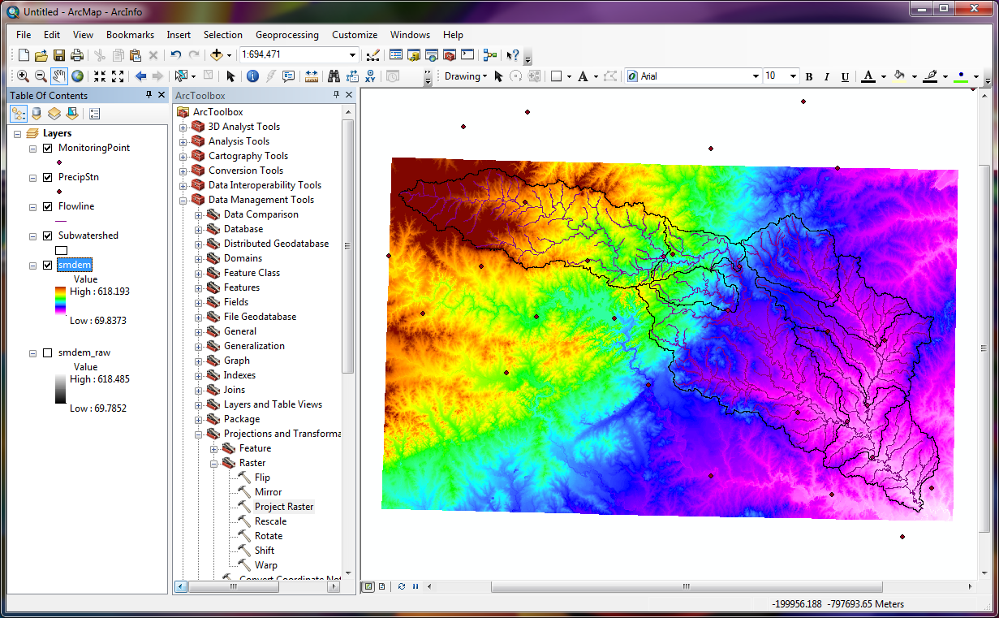 Untitled - ArcMap - ArcInfo
File Edit View Bookmarks Insert Selection Geoprocessing Customize Windows Help
1:694,471
Drawing Arial 10 B I U A
Table Of Contents
Layers
MonitoringPoint
PrecipStn
Flowline
Subwatershed
smdem
Value
High : 618.193
Low : 69.8373
smdem_raw
Value
High : 618.485
Low : 69.7852
ArcToolbox
ArcToolbox
3D Analyst Tools
Analysis Tools
Cartography Tools
Conversion Tools
Data Interoperability Tools
Data Management Tools
Data Comparison
Database
Distributed Geodatabase
Domains
Feature Class
Features
Fields
File Geodatabase
General
Generalization
Graph
Indexes
Joins
Layers and Table Views
Package
Projections and Transforma
Feature
Raster
Flip
Mirror
Project Raster
Rescale
Rotate
Shift
Warp
Convert Coordinate Not
-199956.188 -797693.65 Meters